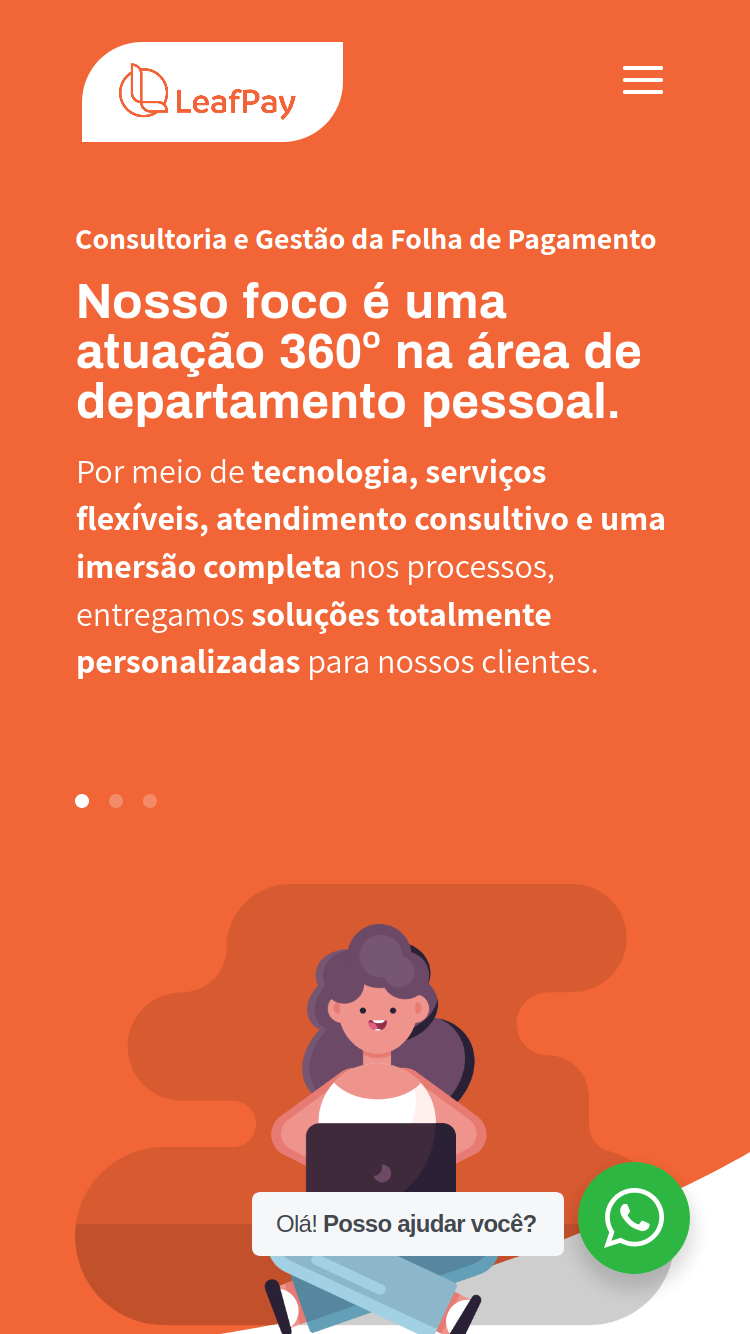 LeafPay
Consultoria e Gestão da Folha de Pagamento
Nosso foco é uma
atuação 360º na área de
departamento pessoal.
Por meio de tecnologia, serviços
flexíveis, atendimento consultivo e uma
imersão completa nos processos,
entregamos soluções totalmente
personalizadas para nossos clientes.
Olá! Posso ajudar você?